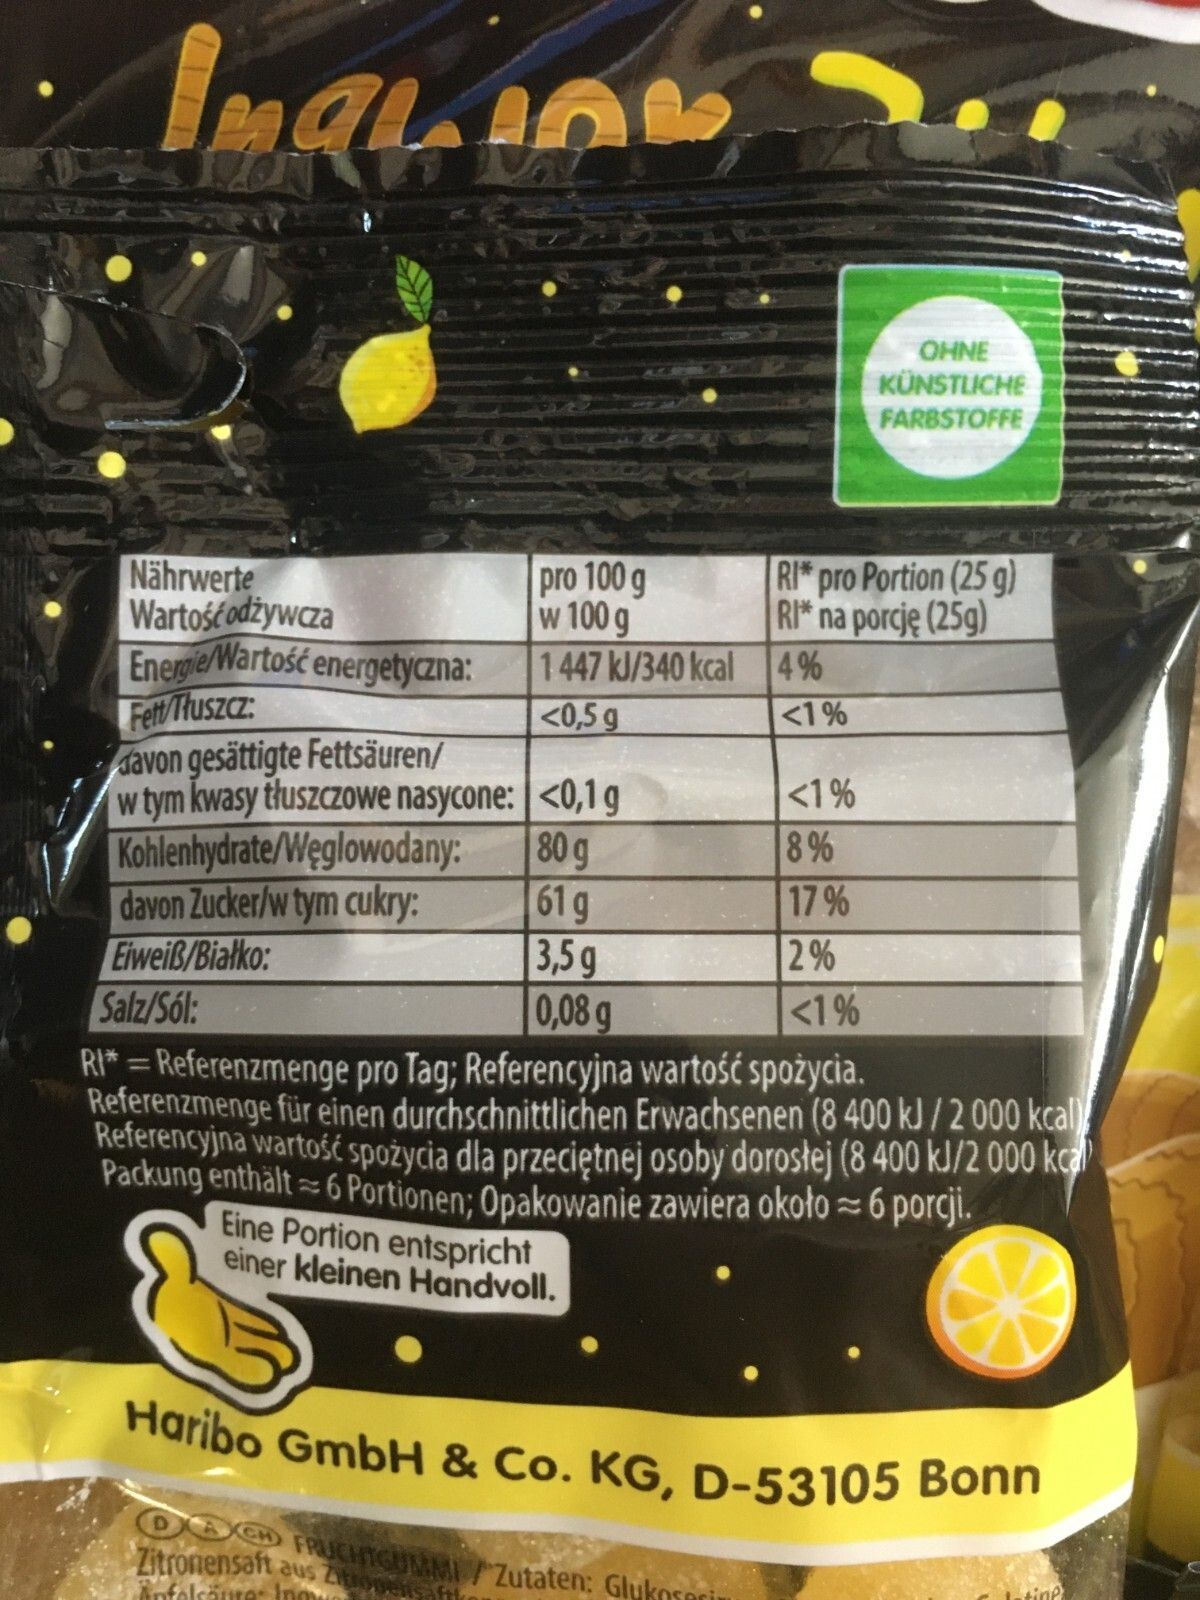 OHNE
KÜNSTLICHE
FARBSTOFFE
Nährwerte pro 100 g RI* pro Portion (25 g)
Wartość odżywcza w 100 g RI* na porcję (25g)
Energie/Wartość energetyczna: 1 447 kJ/340 kcal 4 %
Fett/Tłuszcz: <0,5 g <1 %
davon gesättigte Fettsäuren/
w tym kwasy tłuszczowe nasycone: <0,1 g <1 %
Kohlenhydrate/Węglowodany: 80 g 8 %
davon Zucker/w tym cukry: 61 g 17 %
Eiweiß/Białko: 3,5 g 2 %
Salz/Sól: 0,08 g <1 %
RI* = Referenzmenge pro Tag; Referencyjna wartość spożycia.
Referenzmenge für einen durchschnittlichen Erwachsenen (8 400 kJ / 2 000 kcal)
Referencyjna wartość spożycia dla przeciętnej osoby dorosłej (8 400 kJ/2 000 kcal
Packung enthält ≈ 6 Portionen; Opakowanie zawiera około ≈ 6 porcji.
Eine Portion entspricht
einer kleinen Handvoll.
Haribo GmbH & Co. KG, D-53105 Bonn
D A CH FRUCHTGUMMI / Zutaten:
Zitronensaft aus